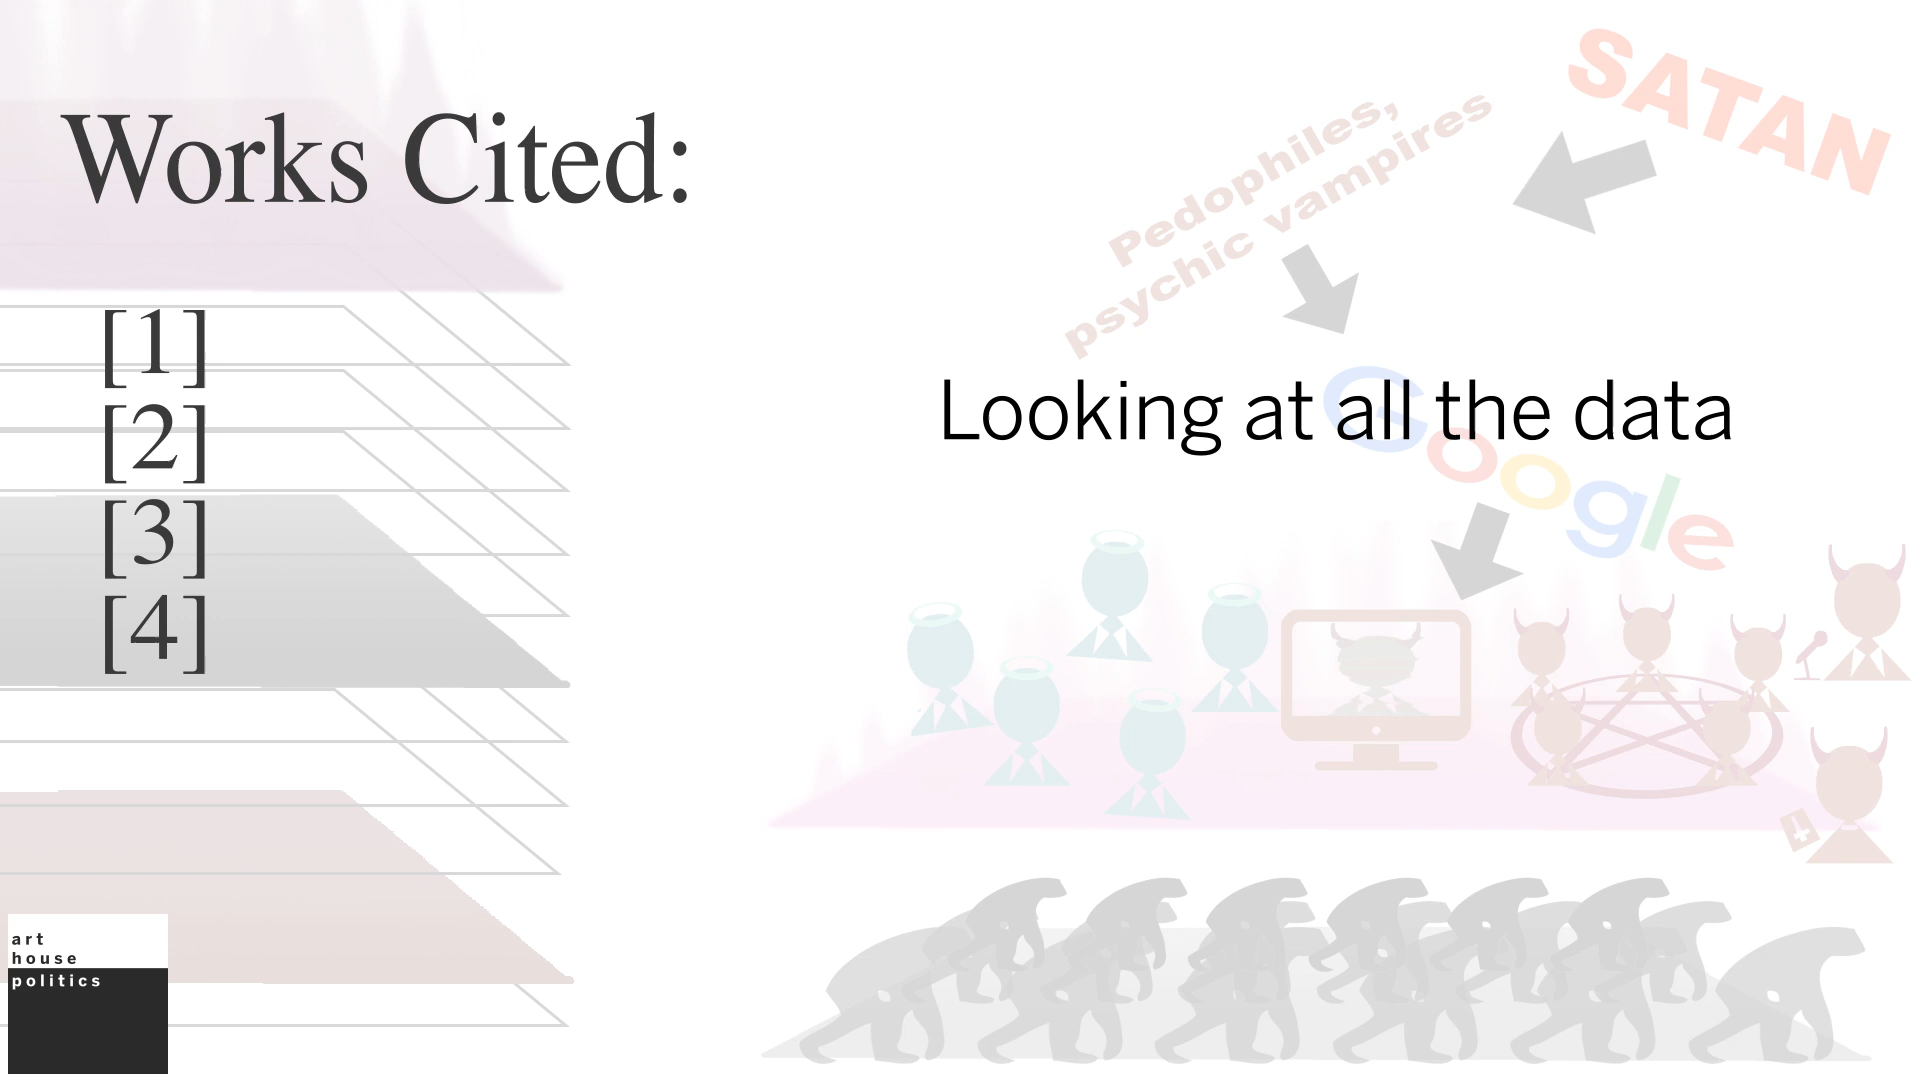 Works Cited:
[1]
[2]
[3]
[4]
SATAN
Pedophiles,
psychic vampires
Google
Looking at all the data
art
house
politics